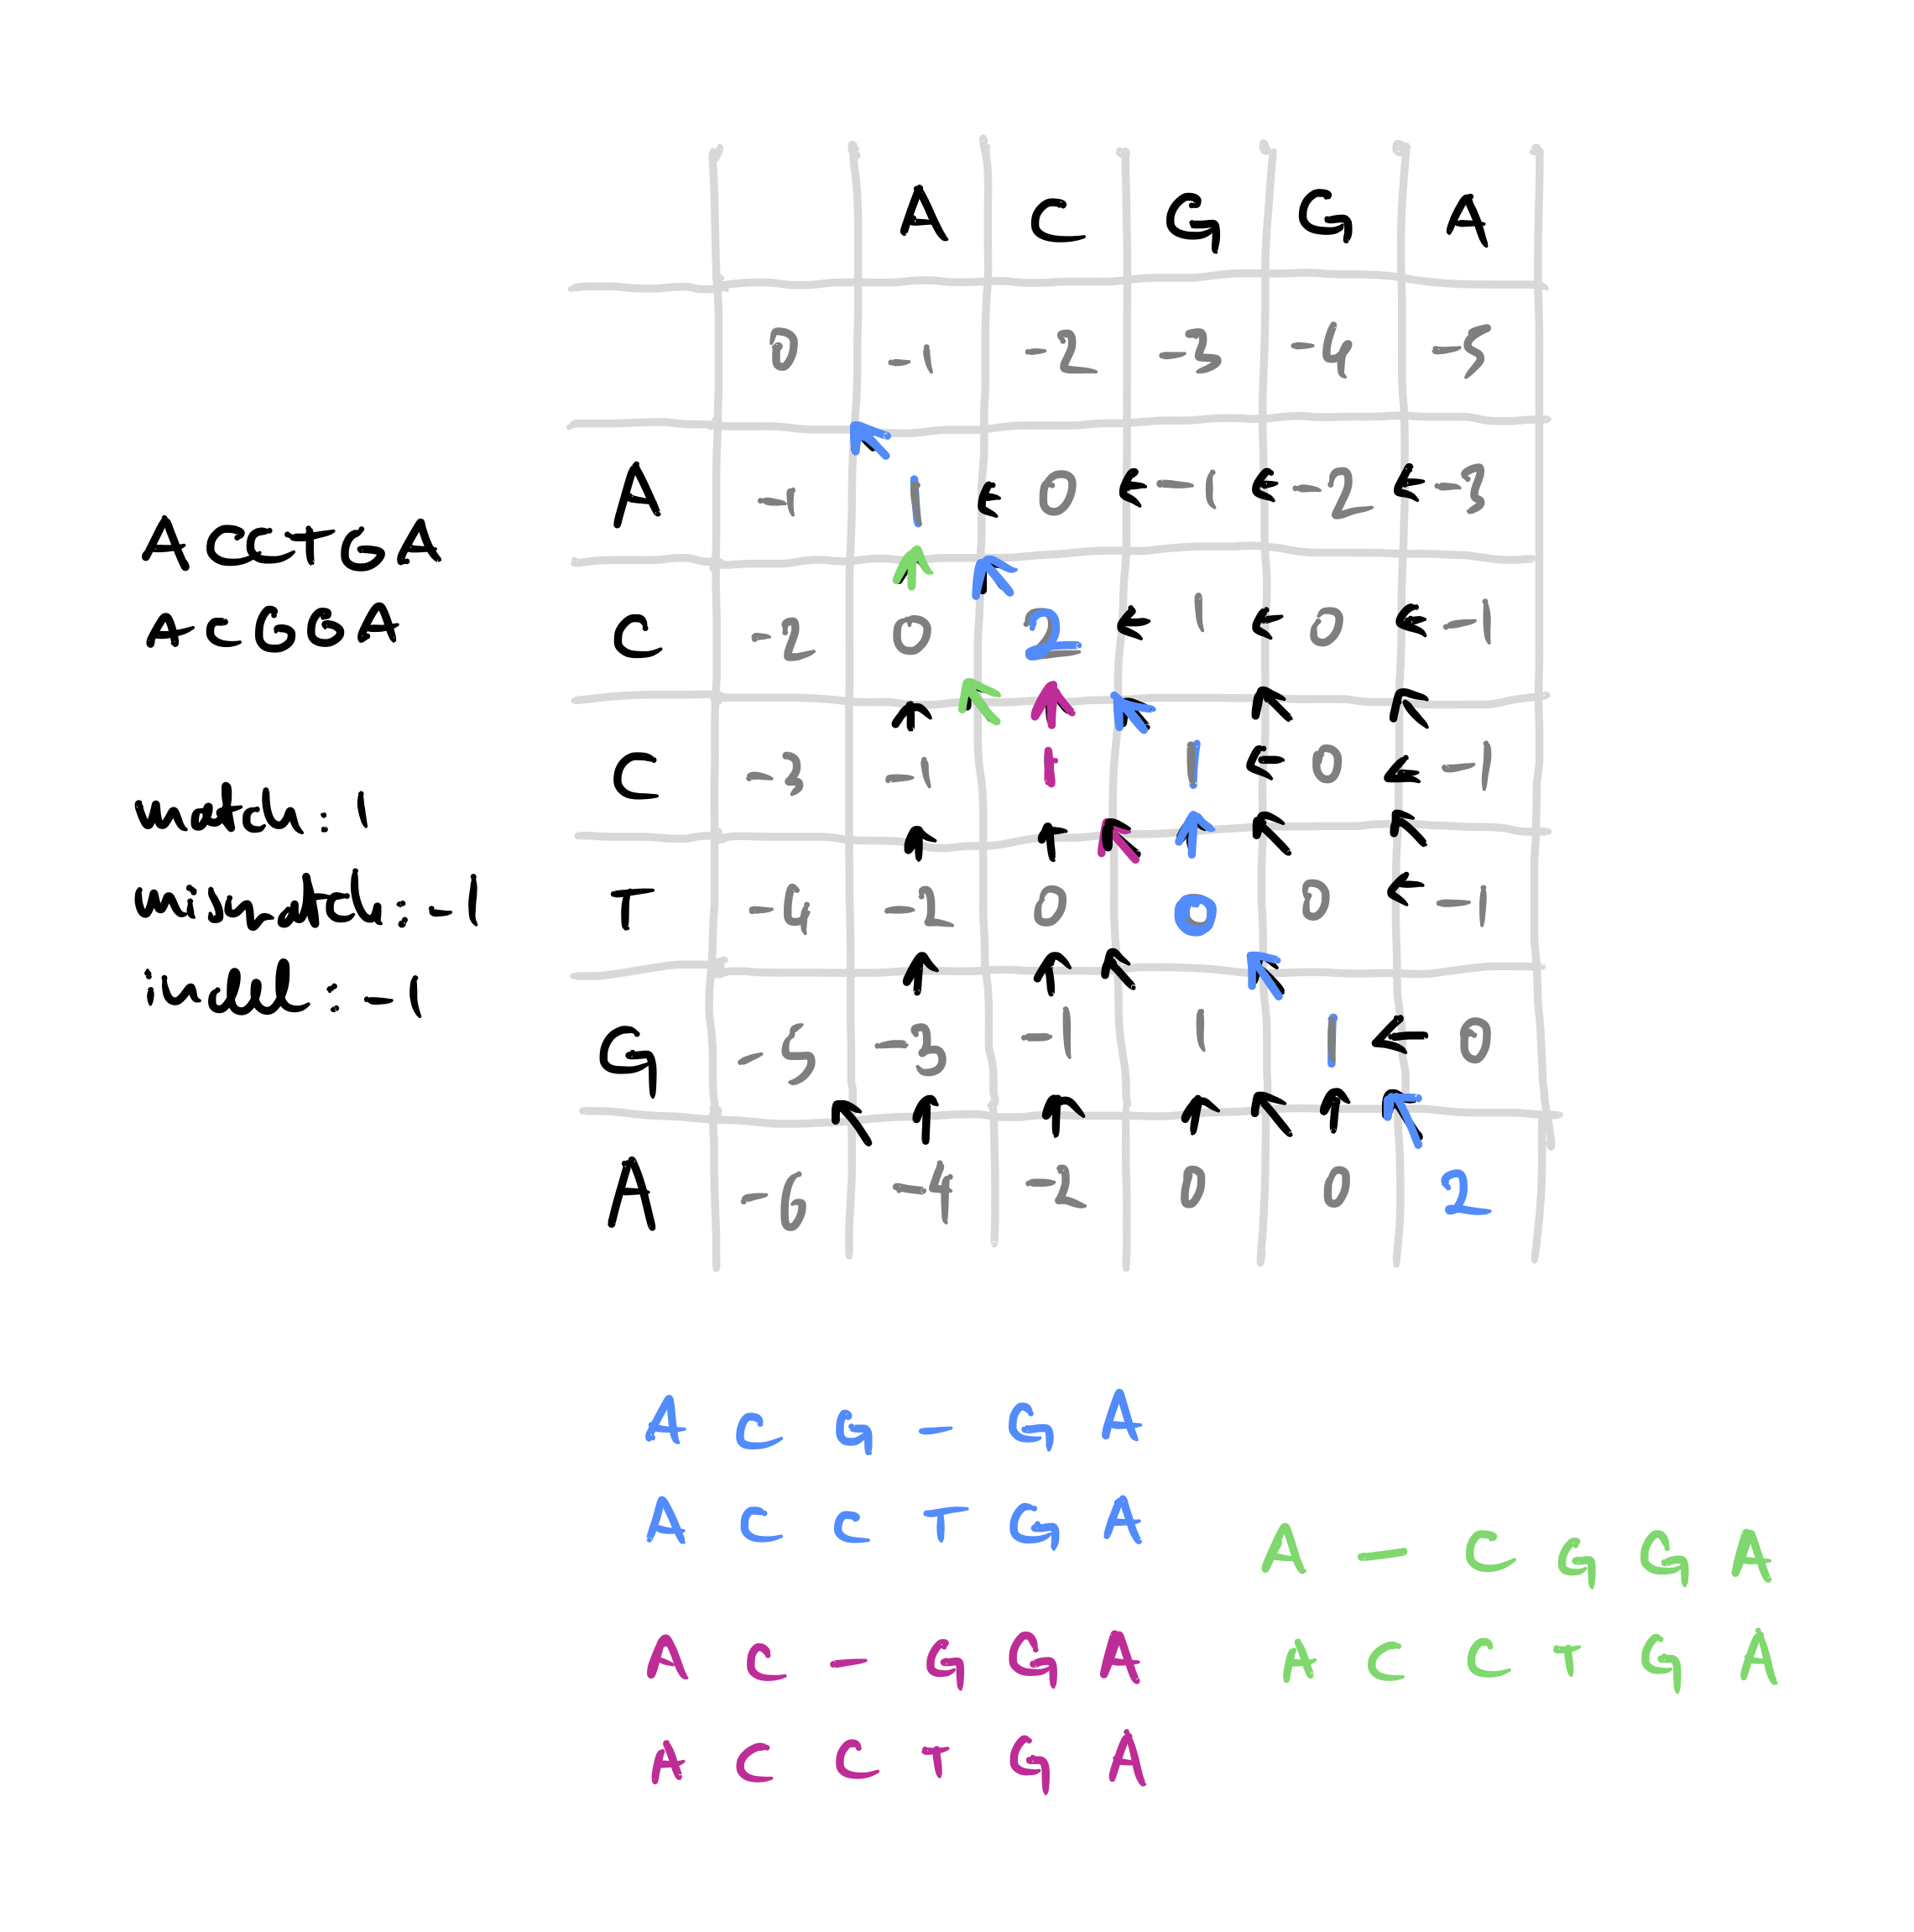 A C G G A
0 -1 -2 -3 -4 -5
A -1 1 ← 0 ← -1 ← -2 ← -3
ACCTGA
ACGGA
C -2 0 2 ← 1 ← 0 ← -1
C -3 -1 1 1 ← 0 ← -1
match: 1
T -4 -2 0 0 0 ← -1
mismatch: -1
indel: -1
G -5 -3 -1 1 1 ← 0
A -6 -4 -2 0 0 2
A C G - G A
A C C T G A
A - C G G A
A C C T G A
A C - G G A
A C C T G A